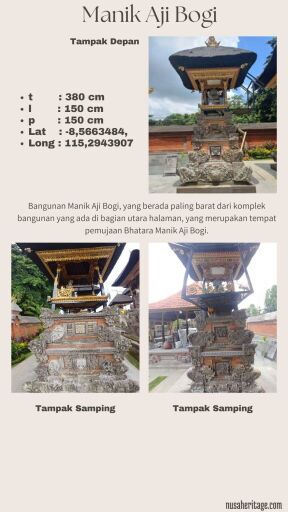 Manik Aji Bogi
Tampak Depan
• t : 380 cm
• l : 150 cm
• p : 150 cm
• Lat : -8,5663484,
• Long : 115,2943907
Bangunan Manik Aji Bogi, yang berada paling barat dari komplek
bangunan yang ada di bagian utara halaman, yang merupakan tempat
pemujaan Bhatara Manik Aji Bogi.
Tampak Samping
Tampak Samping
nusaheritage.com